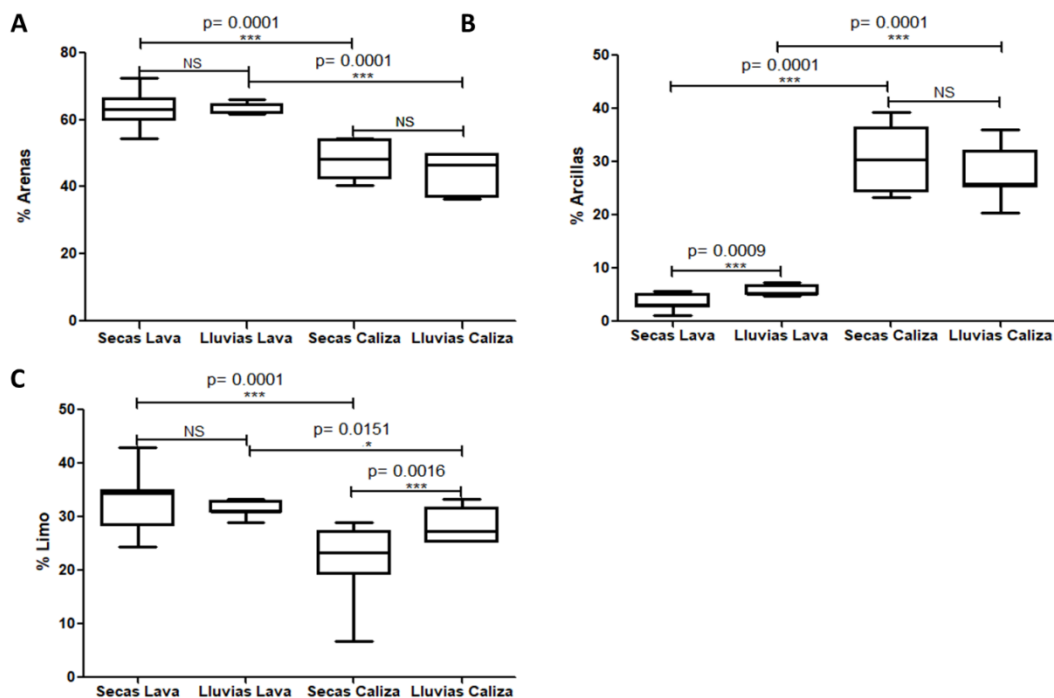 A
p= 0.0001
***
NS
p= 0.0001
***
NS
80
60
40
20
0
% Arenas
Secas Lava
Lluvias Lava
Secas Caliza
Lluvias Caliza
B
p= 0.0001
***
p= 0.0001
***
NS
p= 0.0009
***
50
40
30
20
10
0
% Arcillas
Secas Lava
Lluvias Lava
Secas Caliza
Lluvias Caliza
C
p= 0.0001
***
NS
p= 0.0151
*
p= 0.0016
***
50
40
30
20
10
0
% Limo
Secas Lava
Lluvias Lava
Secas Caliza
Lluvias Caliza